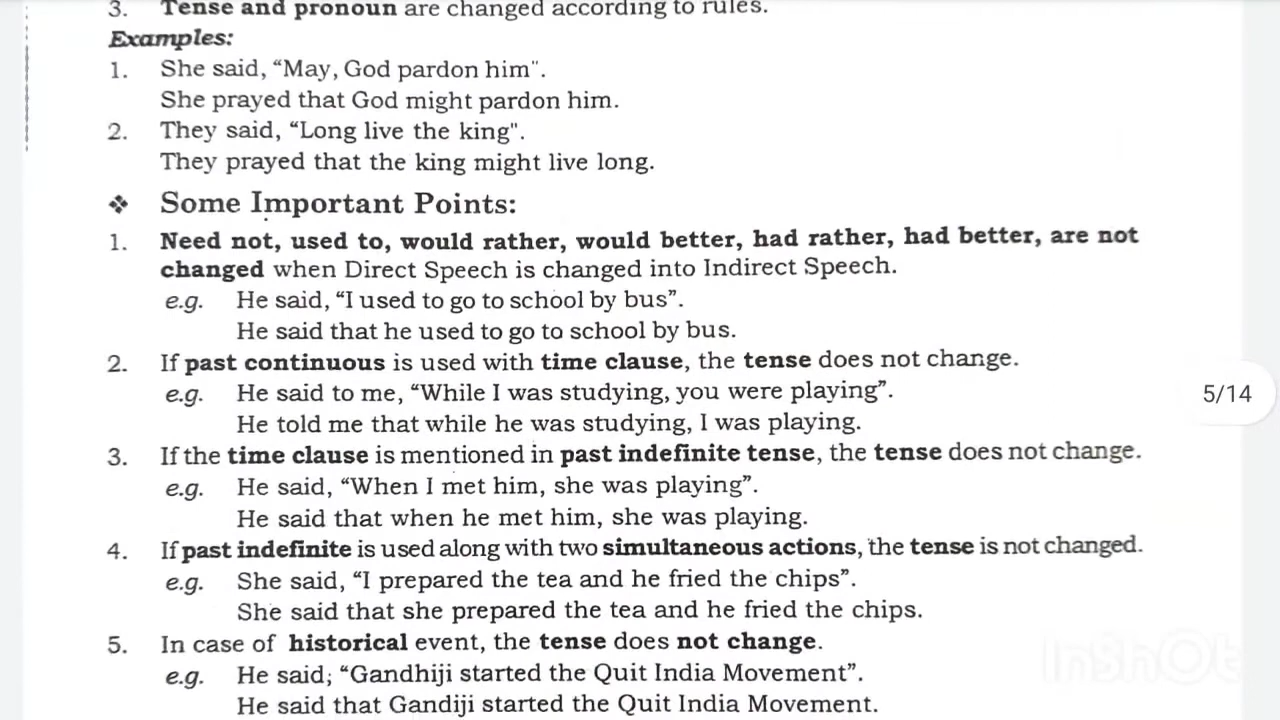 3. Tense and pronoun are changed according to rules.
Examples:
1. She said, “May, God pardon him".
She prayed that God might pardon him.
2. They said, “Long live the king".
They prayed that the king might live long.
❖ Some Important Points:
1. Need not, used to, would rather, would better, had rather, had better, are not
changed when Direct Speech is changed into Indirect Speech.
e.g. He said, “I used to go to school by bus”.
He said that he used to go to school by bus.
2. If past continuous is used with time clause, the tense does not change.
e.g. He said to me, “While I was studying, you were playing”.
He told me that while he was studying, I was playing.
3. If the time clause is mentioned in past indefinite tense, the tense does not change.
e.g. He said, “When I met him, she was playing”.
He said that when he met him, she was playing.
4. If past indefinite is used along with two simultaneous actions, the tense is not changed.
e.g. She said, “I prepared the tea and he fried the chips”.
She said that she prepared the tea and he fried the chips.
5. In case of historical event, the tense does not change.
e.g. He said; “Gandhiji started the Quit India Movement”.
He said that Gandiji started the Quit India Movement.
5/14
InShOt